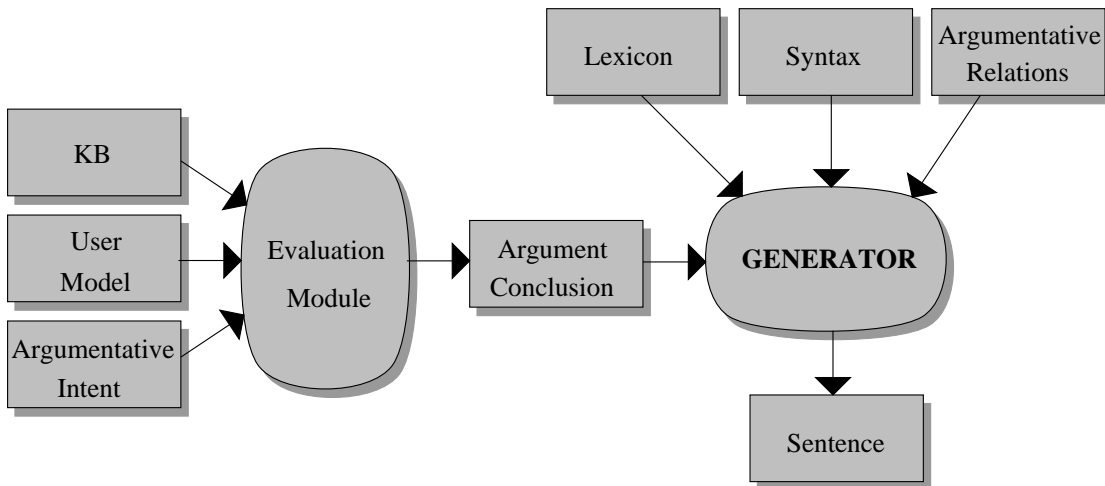 Lexicon
Syntax
Argumentative
Relations
KB
User
Model
Argumentative
Intent
Evaluation
Module
Argument
Conclusion
GENERATOR
Sentence